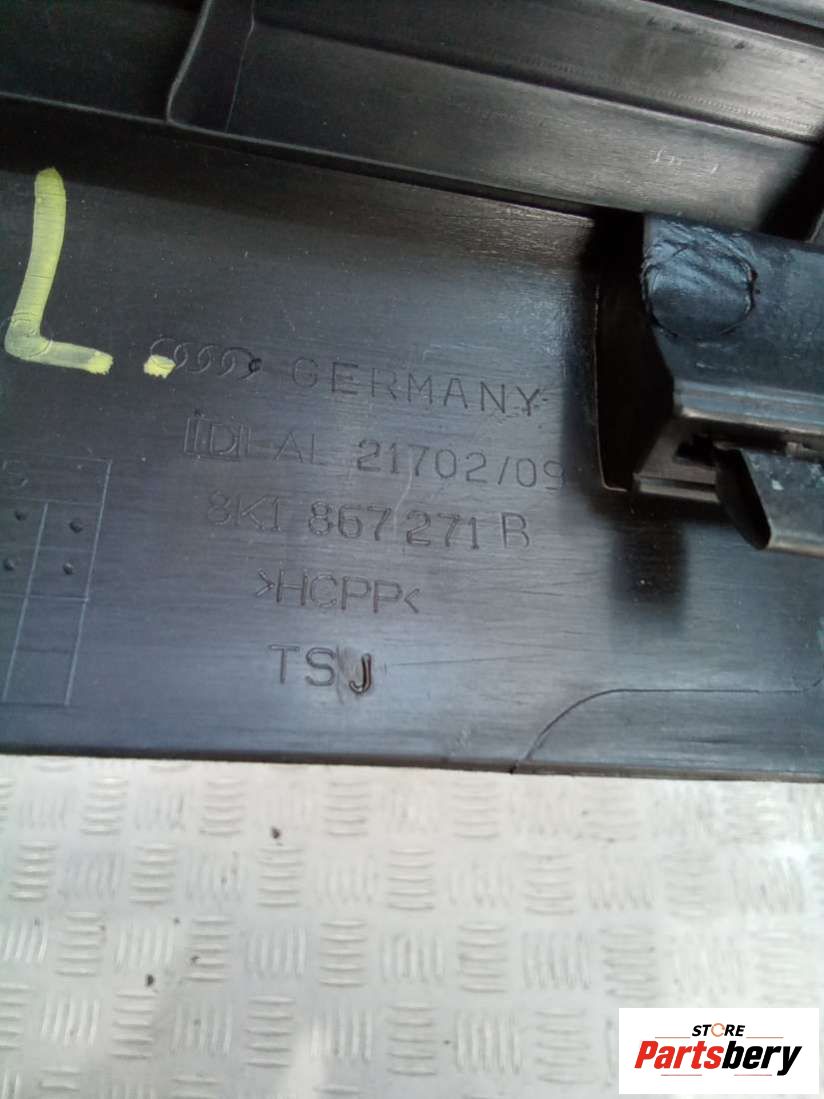 L.
GERMANY
IDEAL 21702/09
8K1 867 271 B
>HCPP<
TSJ
STORE
Partsbery